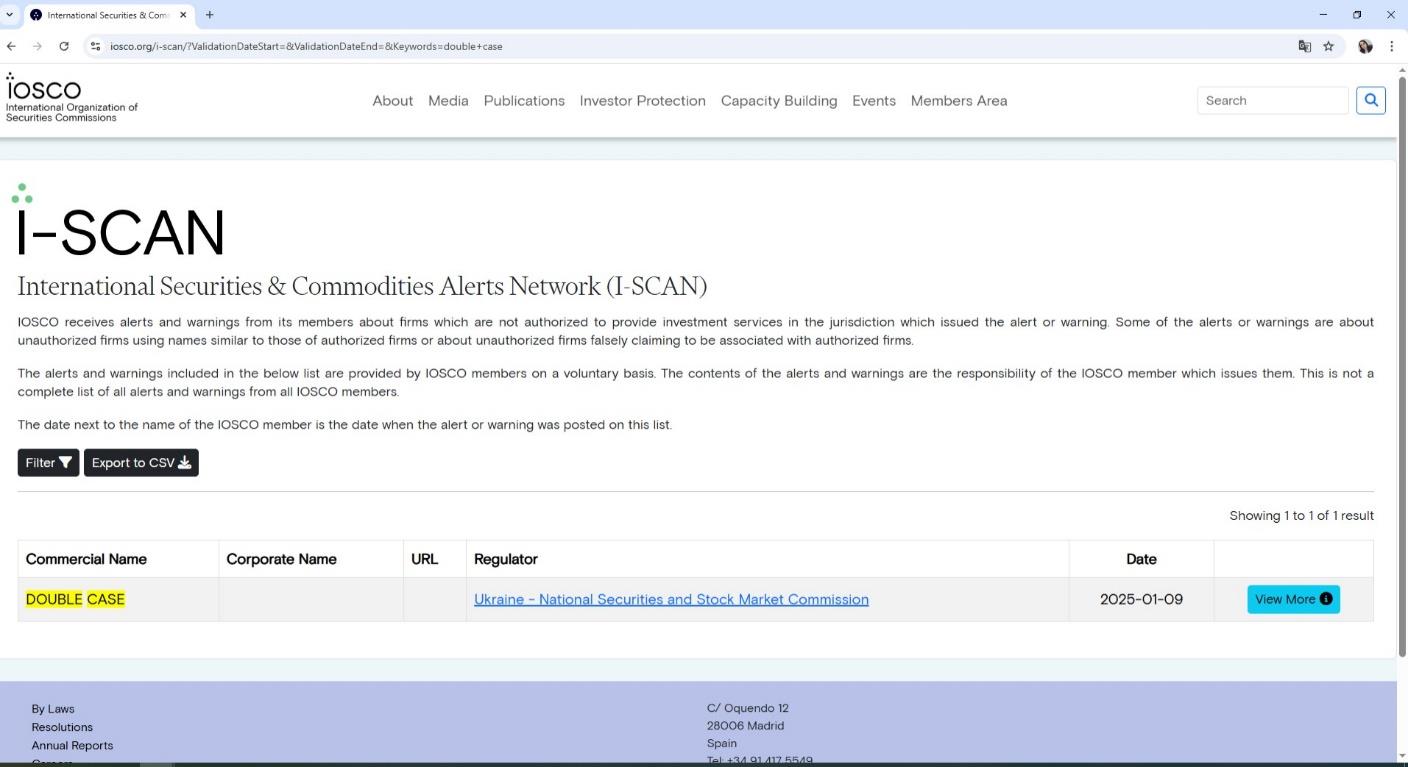 International Securities & Com
iosco.org/i-scan/?ValidationDateStart=&ValidationDateEnd=&Keywords=double+case
iosco
International Organization of
Securities Commissions
About Media Publications Investor Protection Capacity Building Events Members Area
Search
I-SCAN
International Securities & Commodities Alerts Network (I-SCAN)
IOSCO receives alerts and warnings from its members about firms which are not authorized to provide investment services in the jurisdiction which issued the alert or warning. Some of the alerts or warnings are about
unauthorized firms using names similar to those of authorized firms or about unauthorized firms falsely claiming to be associated with authorized firms.
The alerts and warnings included in the below list are provided by IOSCO members on a voluntary basis. The contents of the alerts and warnings are the responsibility of the IOSCO member which issues them. This is not a
complete list of all alerts and warnings from all IOSCO members.
The date next to the name of the IOSCO member is the date when the alert or warning was posted on this list.
Filter Export to CSV
Showing 1 to 1 of 1 result
Commercial Name Corporate Name URL Regulator Date
DOUBLE CASE Ukraine - National Securities and Stock Market Commission 2025-01-09 View More
By Laws
Resolutions
Annual Reports
C/ Oquendo 12
28006 Madrid
Spain
Tel: +34 91 417 5549